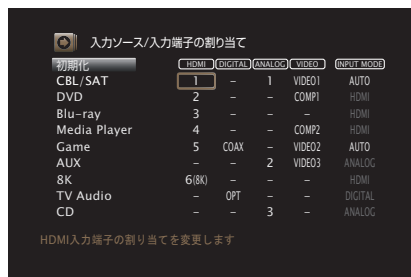 入力ソース/入力端子の割り当て
初期化 HDMI DIGITAL ANALOG VIDEO INPUT MODE
CBL/SAT 1 – 1 VIDEO1 AUTO
DVD 2 – – COMP1 HDMI
Blu-ray 3 – – – HDMI
Media Player 4 – – COMP2 HDMI
Game 5 COAX – VIDEO2 AUTO
AUX – – 2 VIDEO3 ANALOG
8K 6(8K) – – – HDMI
TV Audio – OPT – – DIGITAL
CD – – 3 – ANALOG
HDMI入力端子の割り当てを変更します